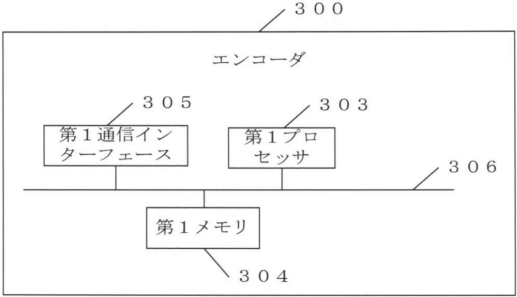 ３００
エンコーダ
３０５
３０３
第１通信イン
ターフェース
第１プロ
セッサ
３０６
第１メモリ
３０４